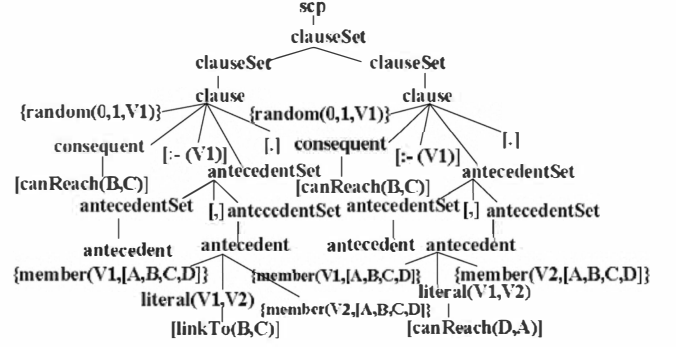 scp
clauseSet
clauseSet clauseSet
clause clause
{random(0,1,V1)} {random(0,1,V1)}
consequent [:- (V1)] [.] consequent [:- (V1)] [.]
antecedentSet antecedentSet
[canReach(B,C)] [canReach(B,C)]
antecedentSet [,] antecedentSet antecedentSet [,] antecedentSet
antecedent antecedent antecedent antecedent
{member(V1,[A,B,C,D]} {member(V1,[A,B,C,D]} {member(V2,[A,B,C,D]}
literal(V1,V2) {member(V2,[A,B,C,D]} literal(V1,V2)
[linkTo(B,C)] [canReach(D,A)]